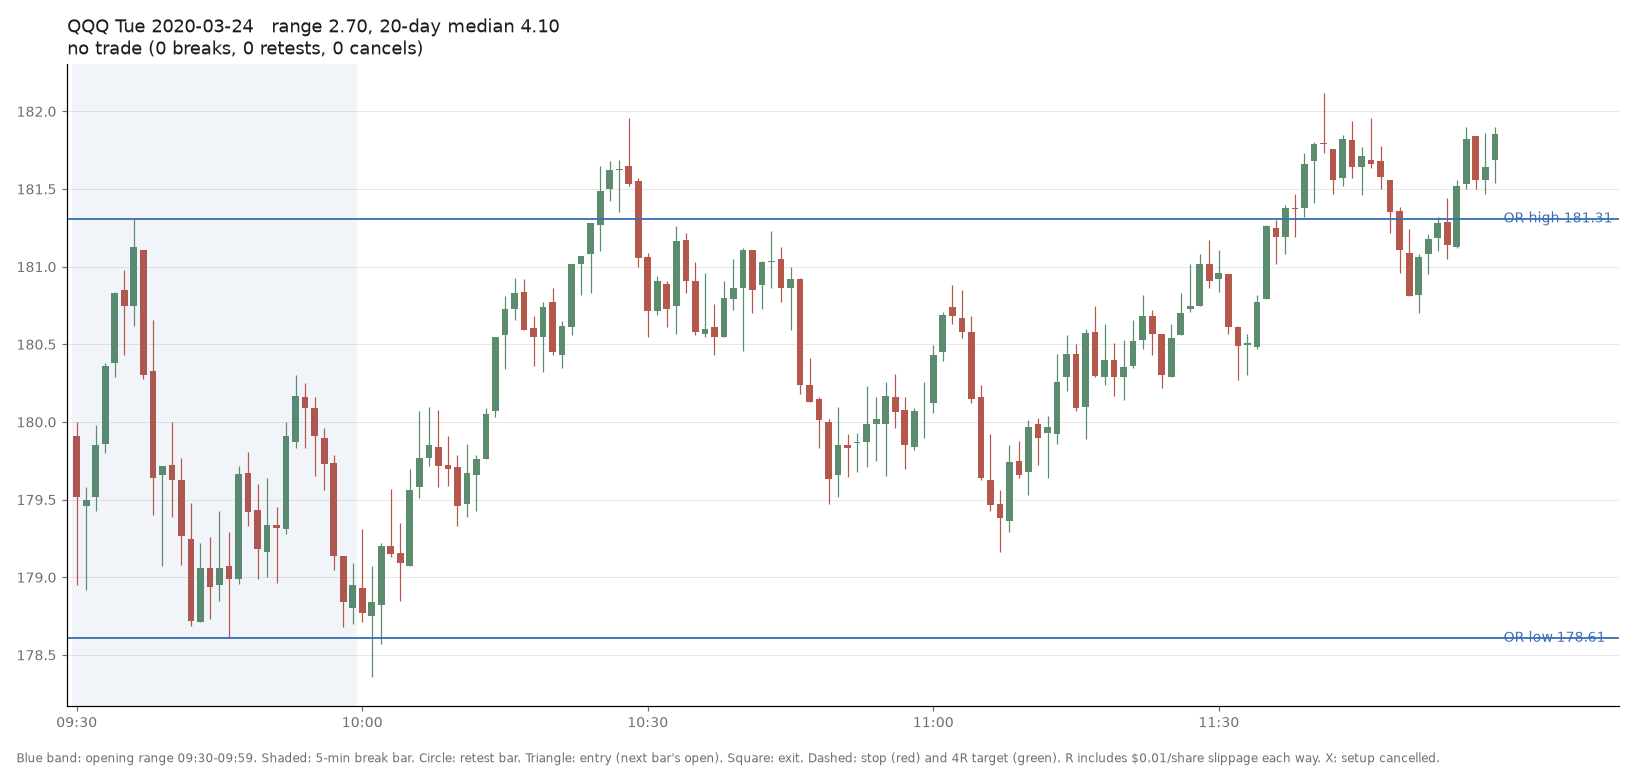 QQQ Tue 2020-03-24   range 2.70, 20-day median 4.10
no trade (0 breaks, 0 retests, 0 cancels)
182.0
181.5
OR high 181.31
181.0
180.5
180.0
179.5
179.0
OR low 178.61
178.5
09:30
10:00
10:30
11:00
11:30
Blue band: opening range 09:30-09:59. Shaded: 5-min break bar. Circle: retest bar. Triangle: entry (next bar's open). Square: exit. Dashed: stop (red) and 4R target (green). R includes $0.01/share slippage each way. X: setup cancelled.